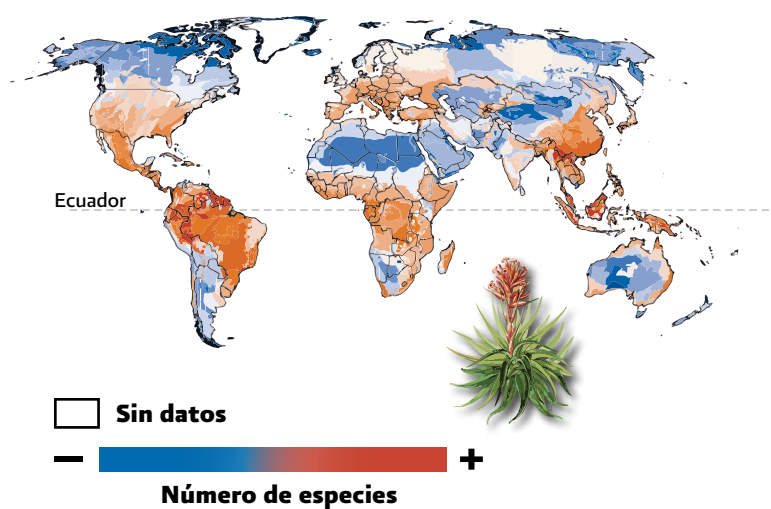 Ecuador
Sin datos
− +
Número de especies